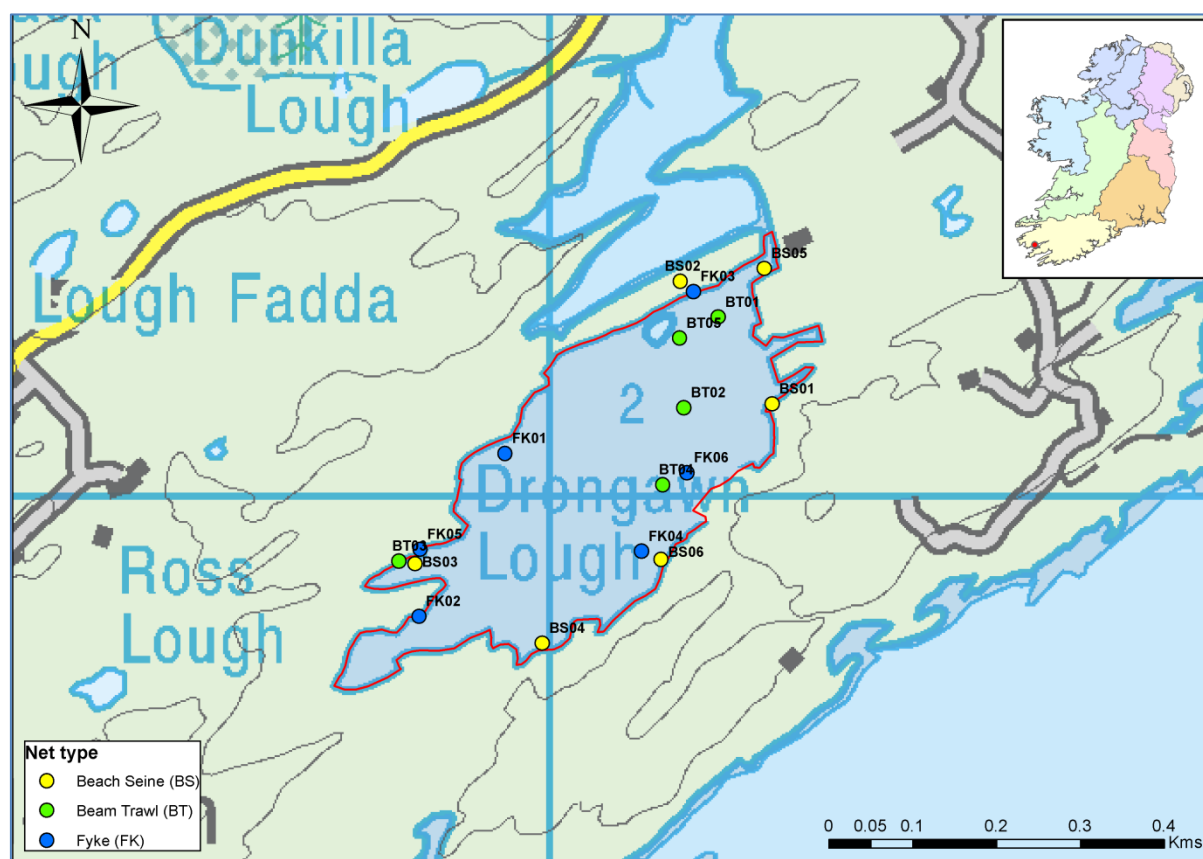 N
ough
Dunkilla
Lough
Lough Fadda
BS02
FK03
BS05
BT01
BT05
BS01
BT02
2
FK01
FK06
BT04
Drongawn
Lough
FK04
BS06
FK05
BT03
BS03
Ross
Lough
FK02
BS04
Net type
Beach Seine (BS)
Beam Trawl (BT)
Fyke (FK)
0 0.05 0.1 0.2 0.3 0.4
Kms